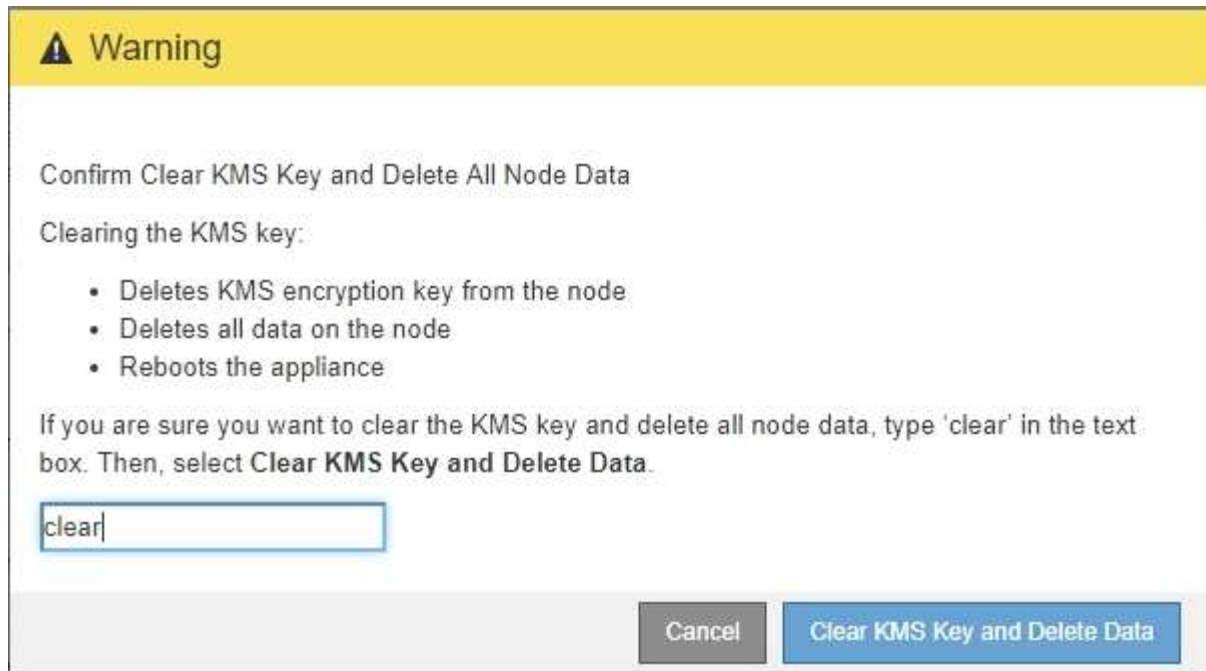 Warning
Confirm Clear KMS Key and Delete All Node Data
Clearing the KMS key:
• Deletes KMS encryption key from the node
• Deletes all data on the node
• Reboots the appliance
If you are sure you want to clear the KMS key and delete all node data, type ‘clear’ in the text
box. Then, select Clear KMS Key and Delete Data.
clear
Cancel
Clear KMS Key and Delete Data